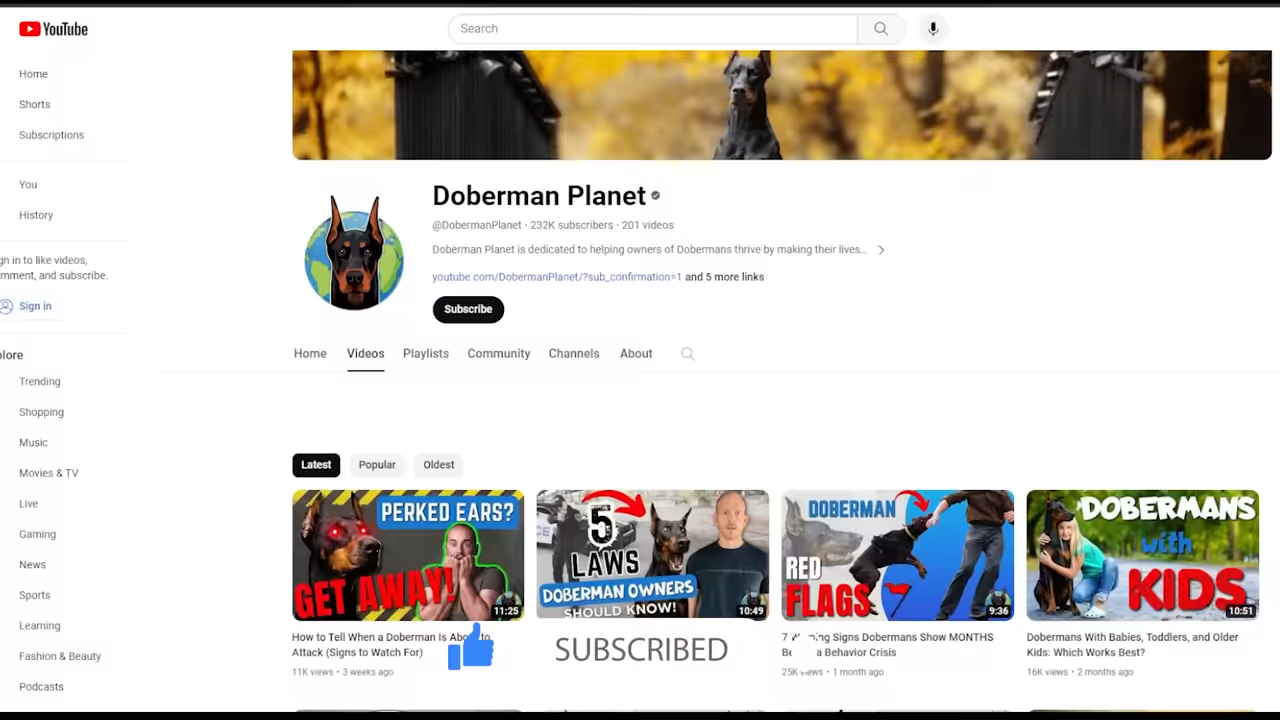 YouTube
Search
Home
Shorts
Subscriptions
You
History
gn in to like videos,
mment, and subscribe.
Sign in
plore
Trending
Shopping
Music
Movies & TV
Live
Gaming
News
Sports
Learning
Fashion & Beauty
Podcasts
Doberman Planet
@DobermanPlanet · 232K subscribers · 201 videos
Doberman Planet is dedicated to helping owners of Dobermans thrive by making their lives...
youtube.com/DobermanPlanet/?sub_confirmation=1 and 5 more links
Subscribe
Home Videos Playlists Community Channels About
Latest Popular Oldest
PERKED EARS?
GET AWAY!
11:25
How to Tell When a Doberman Is to
Attack (Signs to Watch For)
11K views • 3 weeks ago
5
LAWS
DOBERMAN OWNERS
SHOULD KNOW!
10:49
SUBSCRIBED
DOBERMAN
RED
FLAGS
9:36
7 Signs Dobermans Show MONTHS
a Behavior Crisis
25K views • 1 month ago
DOBERMANS
with
KIDS
10:51
Dobermans With Babies, Toddlers, and Older
Kids: Which Works Best?
16K views • 2 months ago